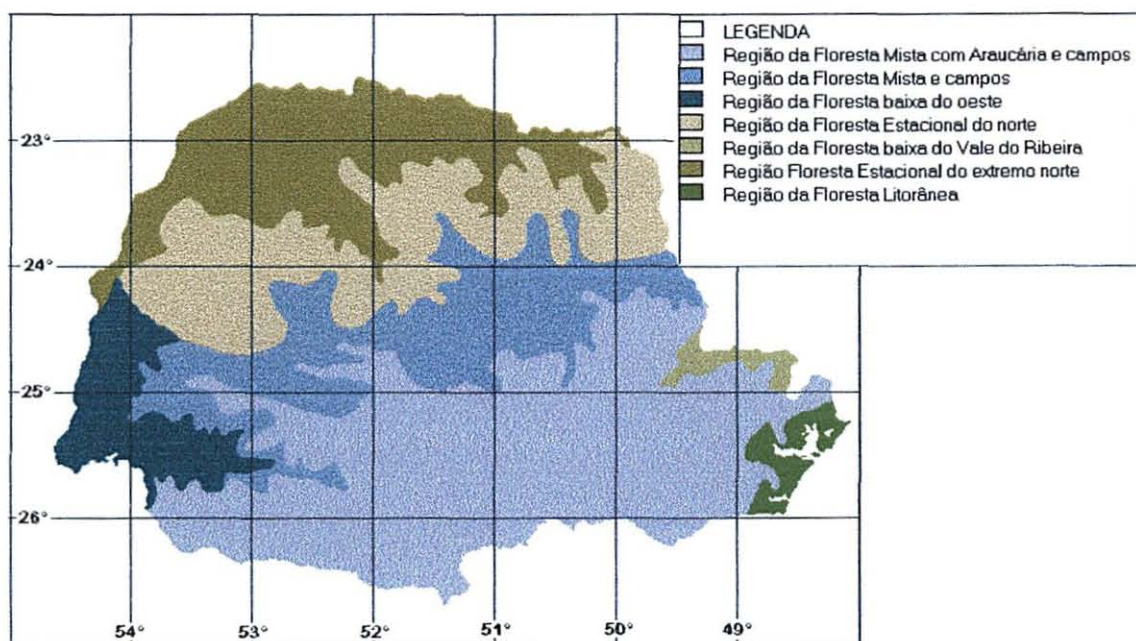 LEGENDA
Região da Floresta Mista com Araucária e campos
Região da Floresta Mista e campos
Região da Floresta baixa do oeste
Região da Floresta Estacional do norte
Região da Floresta baixa do Vale do Ribeira
Região Floresta Estacional do extremo norte
Região da Floresta Litorânea
23°
24°
25°
26°
54° 53° 52° 51° 50° 49°